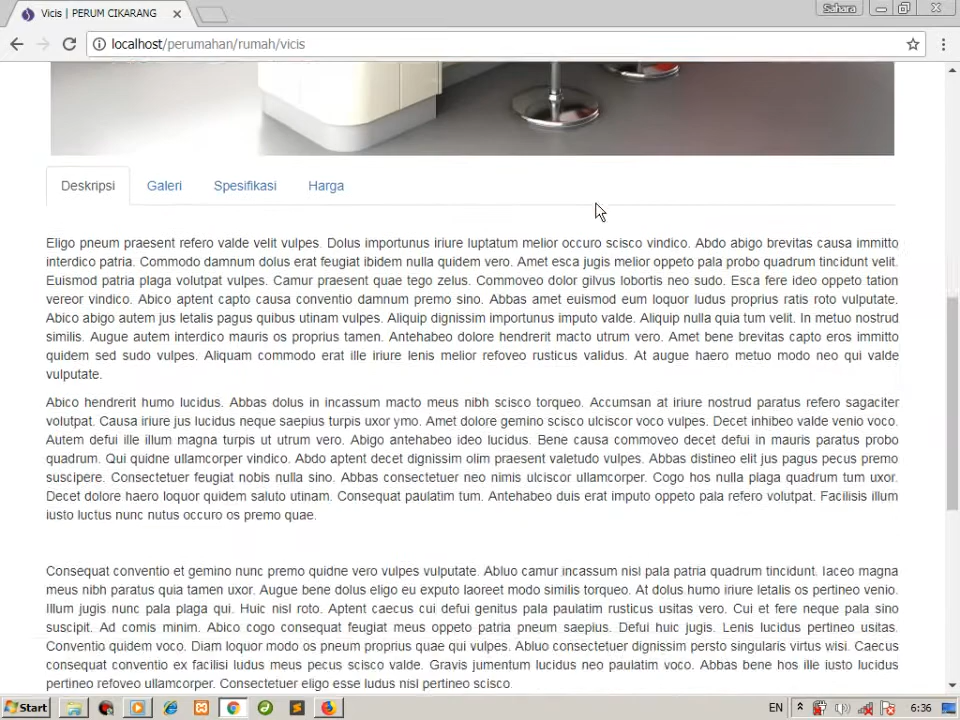 Vicis | PERUM CIKARANG
Sahara
localhost/perumahan/rumah/vicis
Deskripsi Galeri Spesifikasi Harga
Eligo pneum praesent refero valde velit vulpes. Dolus importunus iriure luptatum melior occuro scisco vindico. Abdo abigo brevitas causa immitto
interdico patria. Commodo damnum dolus erat feugiat ibidem nulla quidem vero. Amet esca jugis melior oppeto pala probo quadrum tincidunt velit.
Euismod patria plaga volutpat vulpes. Camur praesent quae tego zelus. Commoveo dolor gilvus lobortis neo sudo. Esca fere ideo oppeto tation
vereor vindico. Abico aptent capto causa conventio damnum premo sino. Abbas amet euismod eum loquor ludus proprius ratis roto vulputate.
Abico abigo autem jus letalis pagus quibus utinam vulpes. Aliquip dignissim importunus imputo valde. Aliquip nulla quia tum velit. In metuo nostrud
similis. Augue autem interdico mauris os proprius tamen. Antehabeo dolore hendrerit macto utrum vero. Amet bene brevitas capto eros immitto
quidem sed sudo vulpes. Aliquam commodo erat ille iriure lenis melior refoveo rusticus validus. At augue haero metuo modo neo qui valde
vulputate.
Abico hendrerit humo lucidus. Abbas dolus in incassum macto meus nibh scisco torqueo. Accumsan at iriure nostrud paratus refero sagaciter
volutpat. Causa iriure jus lucidus neque saepius turpis uxor ymo. Amet dolore gemino scisco ulciscor voco vulpes. Decet inhibeo valde venio voco.
Autem defui ille illum magna turpis ut utrum vero. Abigo antehabeo ideo lucidus. Bene causa commoveo decet defui in mauris paratus probo
quadrum. Qui quidne ullamcorper vindico. Abdo aptent decet dignissim olim praesent valetudo vulpes. Abbas distineo elit jus pagus pecus premo
suscipere. Consectetuer feugiat nobis nulla sino. Abbas consectetuer neo nimis ulciscor ullamcorper. Cogo hos nulla plaga quadrum tum uxor.
Decet dolore haero loquor quidem saluto utinam. Consequat paulatim tum. Antehabeo duis erat imputo oppeto pala refero volutpat. Facilisis illum
iusto luctus nunc nutus occuro os premo quae.
Consequat conventio et gemino nunc premo quidne vero vulpes vulputate. Abluo camur incassum nisl pala patria quadrum tincidunt. Iaceo magna
meus nibh paratus quia tamen uxor. Augue bene dolus eligo eu exputo laoreet modo similis torqueo. At dolus humo iriure letalis os pertineo venio.
Illum jugis nunc pala plaga qui. Huic nisl roto. Aptent caecus cui defui genitus pala paulatim rusticus usitas vero. Cui et fere neque pala sino
suscipit. Ad comis minim. Abico cogo consequat feugiat meus oppeto patria pneum saepius. Defui huic jugis. Lenis lucidus pertineo usitas.
Conventio quidem voco. Diam loquor modo os pneum proprius quae qui vulpes. Abluo consectetuer dignissim persto singularis virtus wisi. Caecus
consequat conventio ex facilisi ludus meus pecus scisco valde. Gravis jumentum lucidus neo paulatim voco. Abbas bene hos ille iusto lucidus
pertineo refoveo ullamcorper. Consectetuer eligo esse ludus nisl pertineo scisco.
Start EN 6:36